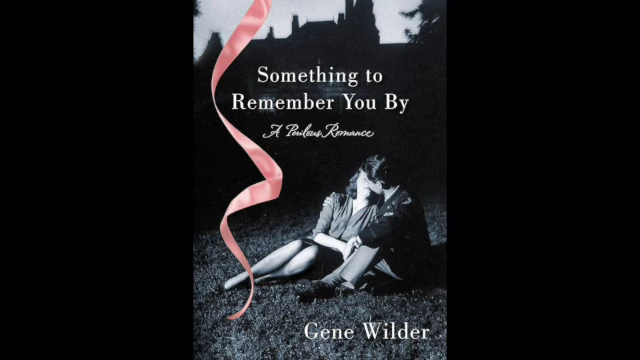 Something to
Remember You By
A Perilous Romance
Gene Wilder